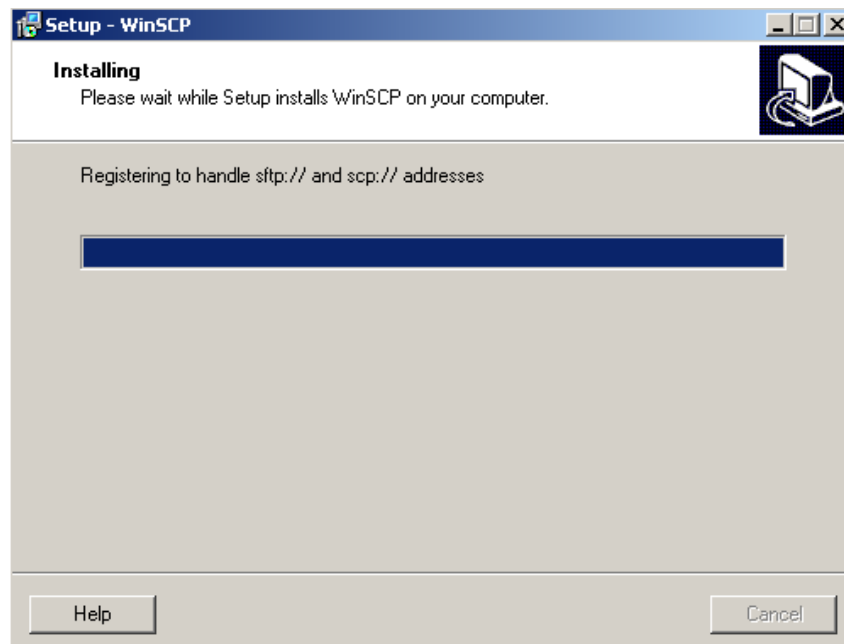 Setup - WinSCP
Installing
Please wait while Setup installs WinSCP on your computer.
Registering to handle sftp:// and scp:// addresses
Help
Cancel